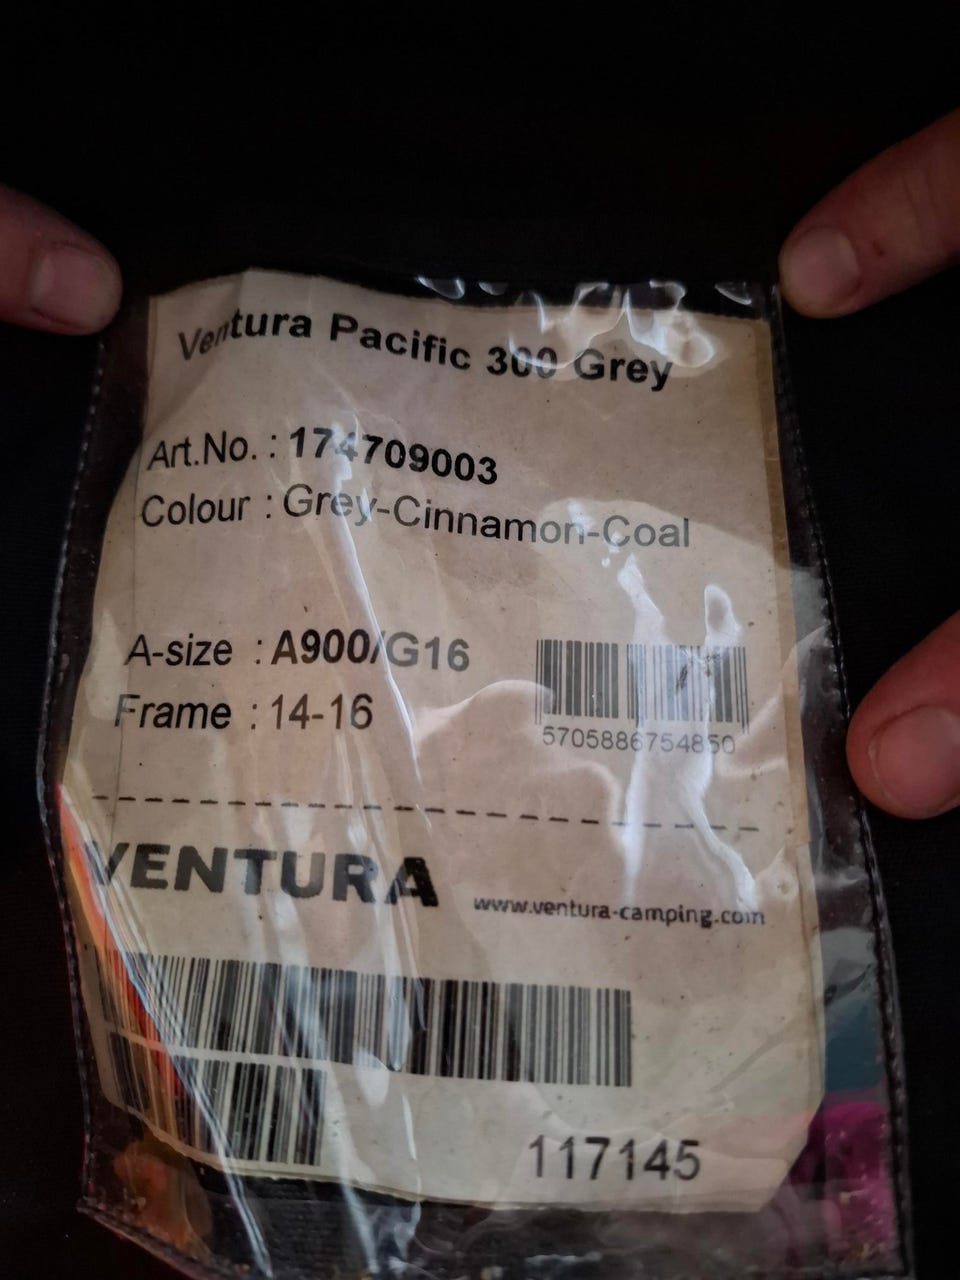 Ventura Pacific 300 Grey
Art.No. : 174709003
Colour : Grey-Cinnamon-Coal
A-size : A900/G16
Frame : 14-16
5705886754850
VENTURA
www.ventura-camping.com
117145